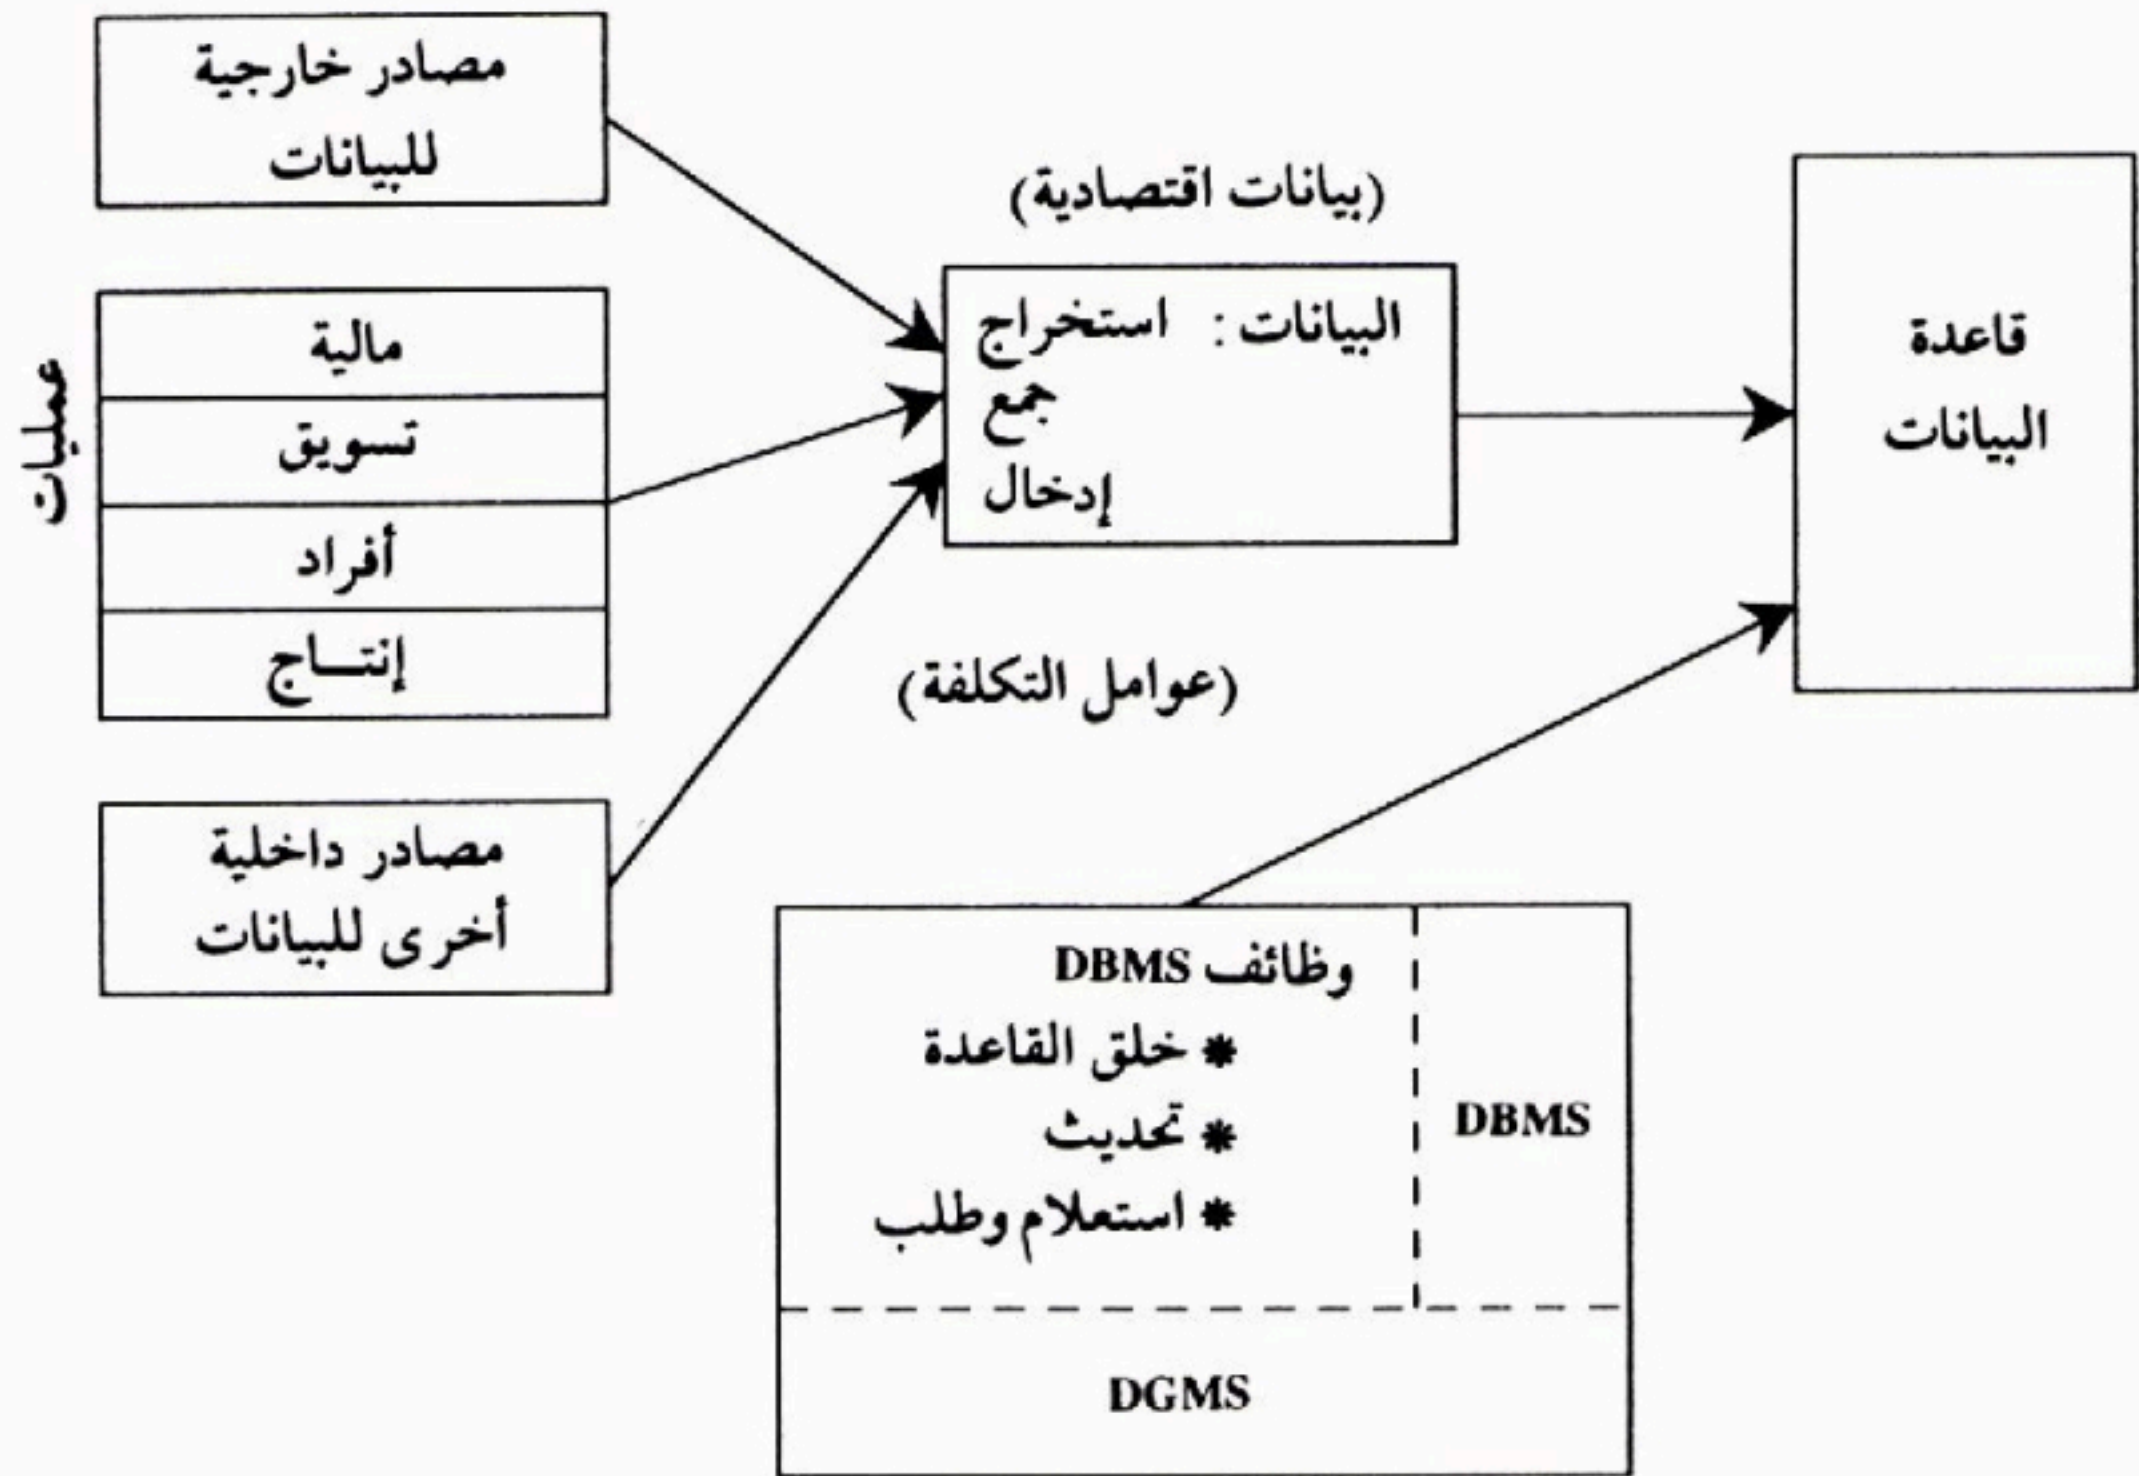 مصادر خارجية
للبيانات
عمليات
مالية
تسويق
أفراد
إنتــاج
مصادر داخلية
أخرى للبيانات
(بيانات اقتصادية)
البيانات : استخراج
جمع
إدخال
(عوامل التكلفة)
قاعدة
البيانات
وظائف DBMS
* خلق القاعدة
* تحديث
* استعلام وطلب
DBMS
DGMS